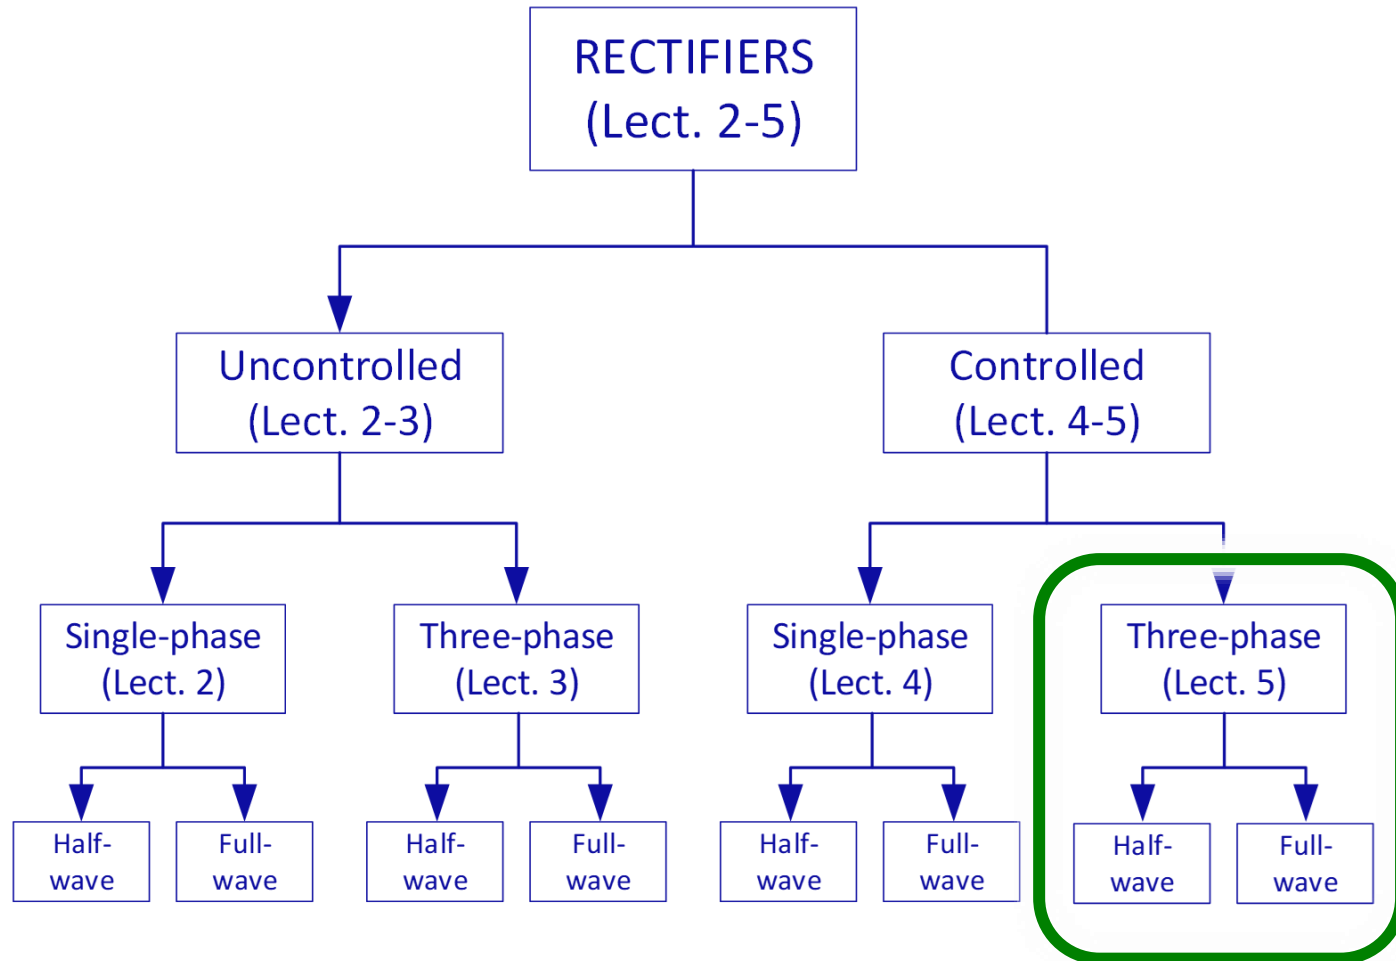 RECTIFIERS
(Lect. 2-5)
Uncontrolled
(Lect. 2-3)
Controlled
(Lect. 4-5)
Single-phase
(Lect. 2)
Three-phase
(Lect. 3)
Single-phase
(Lect. 4)
Three-phase
(Lect. 5)
Half-
wave
Full-
wave
Half-
wave
Full-
wave
Half-
wave
Full-
wave
Half-
wave
Full-
wave